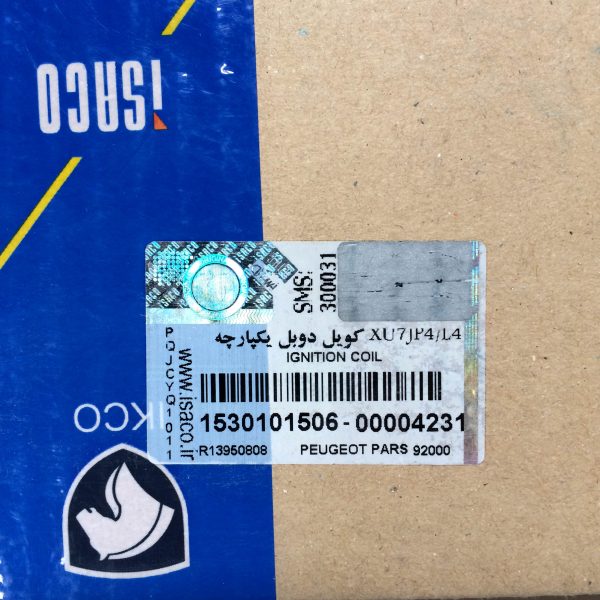 iSACO
SMS:
300031
کویل دوبل یکپارچه XU7JP4/L4
IGNITION COIL
1530101506-00004231
R13950808
PEUGEOT PARS 92000
www.isaco.ir
PQJCYQ1011
IKCO